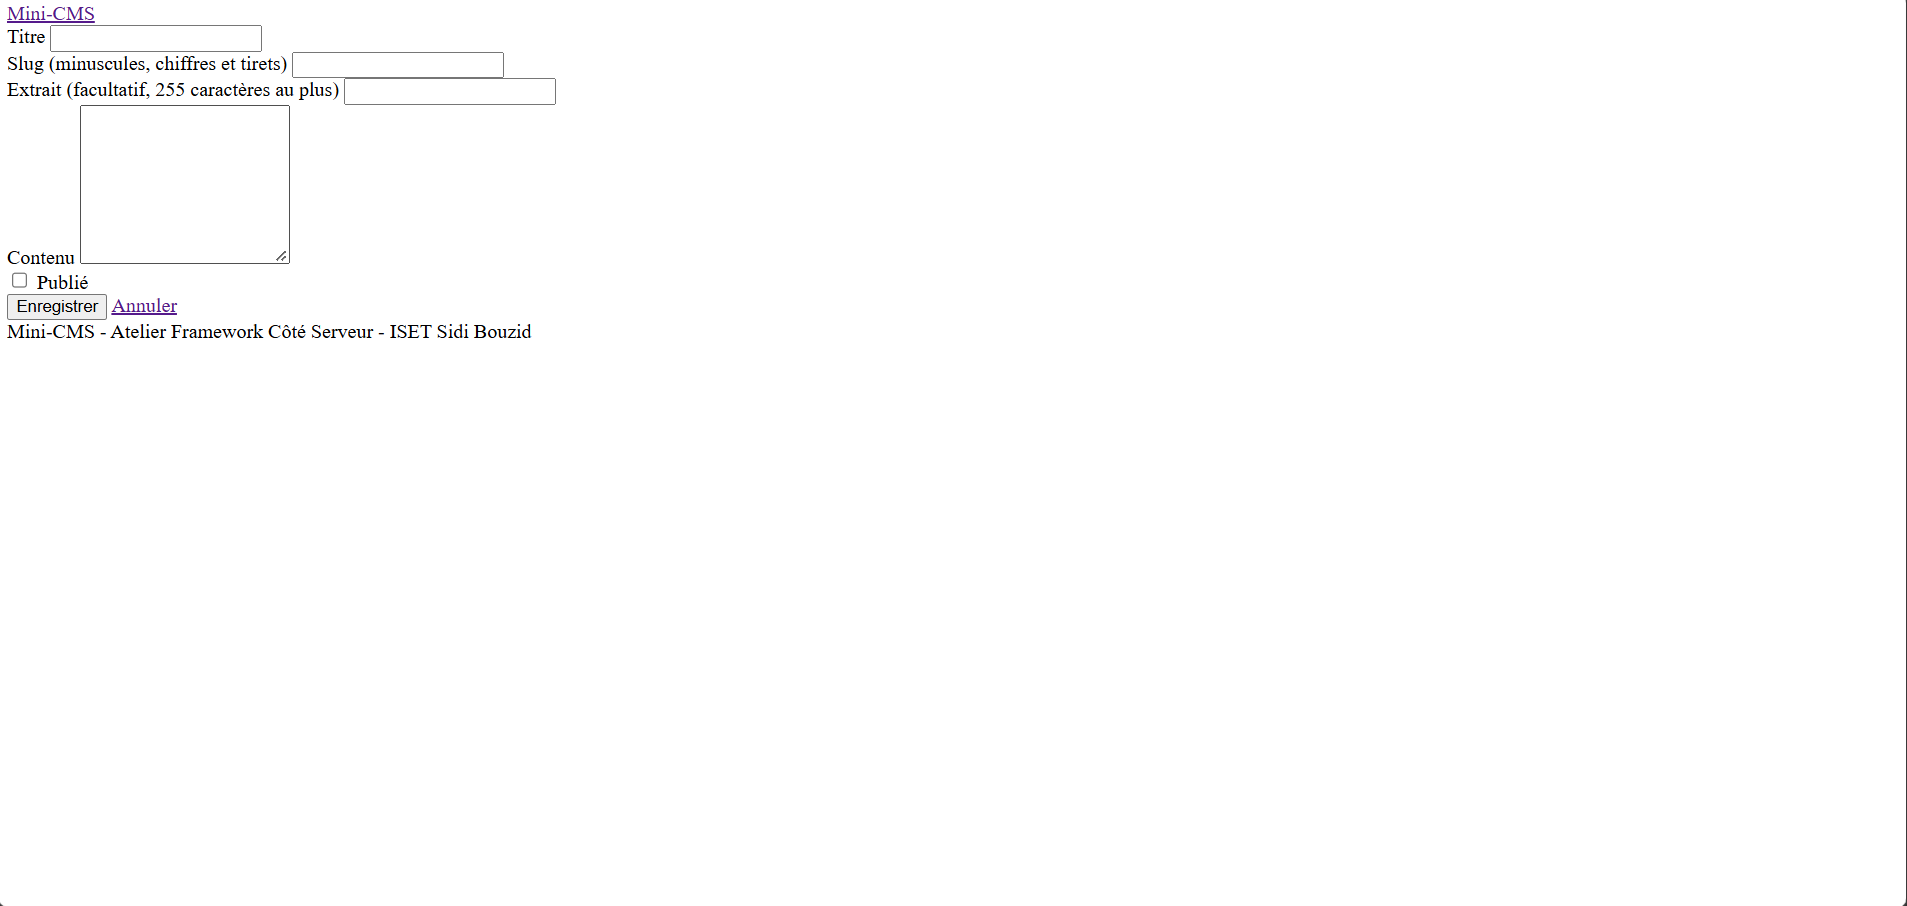 Mini-CMS
Titre
Slug (minuscules, chiffres et tirets)
Extrait (facultatif, 255 caractères au plus)
Contenu
Publié
Enregistrer Annuler
Mini-CMS - Atelier Framework Côté Serveur - ISET Sidi Bouzid